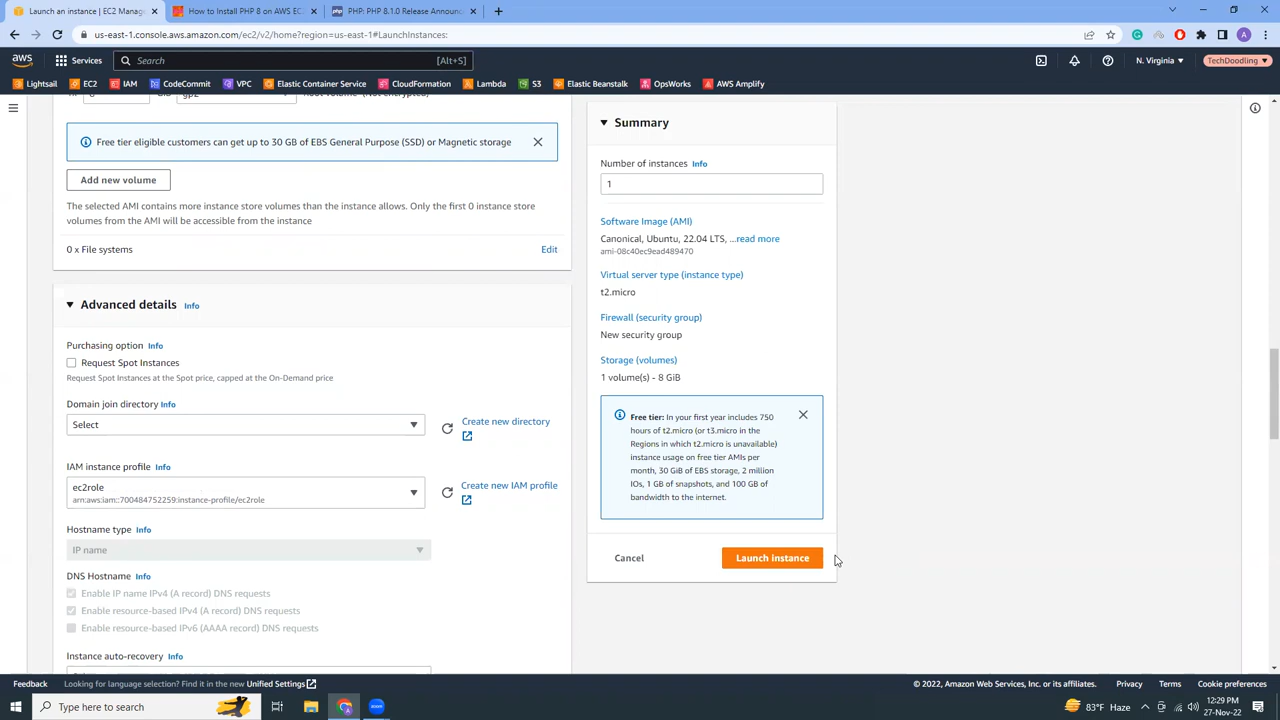 Launch an instance | EC2 Manage
How to Install PHP 8 on AWS EC2
PHP: PHP 8.1.0 Release Announc
us-east-1.console.aws.amazon.com/ec2/v2/home?region=us-east-1#LaunchInstances:
A
aws
Services
Search
[Alt+S]
N. Virginia
TechDoodling
Lightsail
EC2
IAM
CodeCommit
VPC
Elastic Container Service
CloudFormation
Lambda
S3
Elastic Beanstalk
OpsWorks
AWS Amplify
Free tier eligible customers can get up to 30 GB of EBS General Purpose (SSD) or Magnetic storage
Add new volume
The selected AMI contains more instance store volumes than the instance allows. Only the first 0 instance store
volumes from the AMI will be accessible from the instance
0 x File systems
Edit
Advanced details Info
Purchasing option Info
Request Spot Instances
Request Spot Instances at the Spot price, capped at the On-Demand price
Domain join directory Info
Select
Create new directory
IAM instance profile Info
ec2role
arn:aws:iam::700484752259:instance-profile/ec2role
Create new IAM profile
Hostname type Info
IP name
DNS Hostname Info
Enable IP name IPv4 (A record) DNS requests
Enable resource-based IPv4 (A record) DNS requests
Enable resource-based IPv6 (AAAA record) DNS requests
Instance auto-recovery Info
Summary
Number of instances Info
1
Software Image (AMI)
Canonical, Ubuntu, 22.04 LTS, ...read more
ami-08c40ec9ead489470
Virtual server type (instance type)
t2.micro
Firewall (security group)
New security group
Storage (volumes)
1 volume(s) - 8 GiB
Free tier: In your first year includes 750
hours of t2.micro (or t3.micro in the
Regions in which t2.micro is unavailable)
instance usage on free tier AMIs per
month, 30 GiB of EBS storage, 2 million
IOs, 1 GB of snapshots, and 100 GB of
bandwidth to the internet.
Cancel
Launch instance
Feedback
Looking for language selection? Find it in the new Unified Settings
© 2022, Amazon Web Services, Inc. or its affiliates.
Privacy
Terms
Cookie preferences
Type here to search
83°F Haze
12:29 PM
27-Nov-22